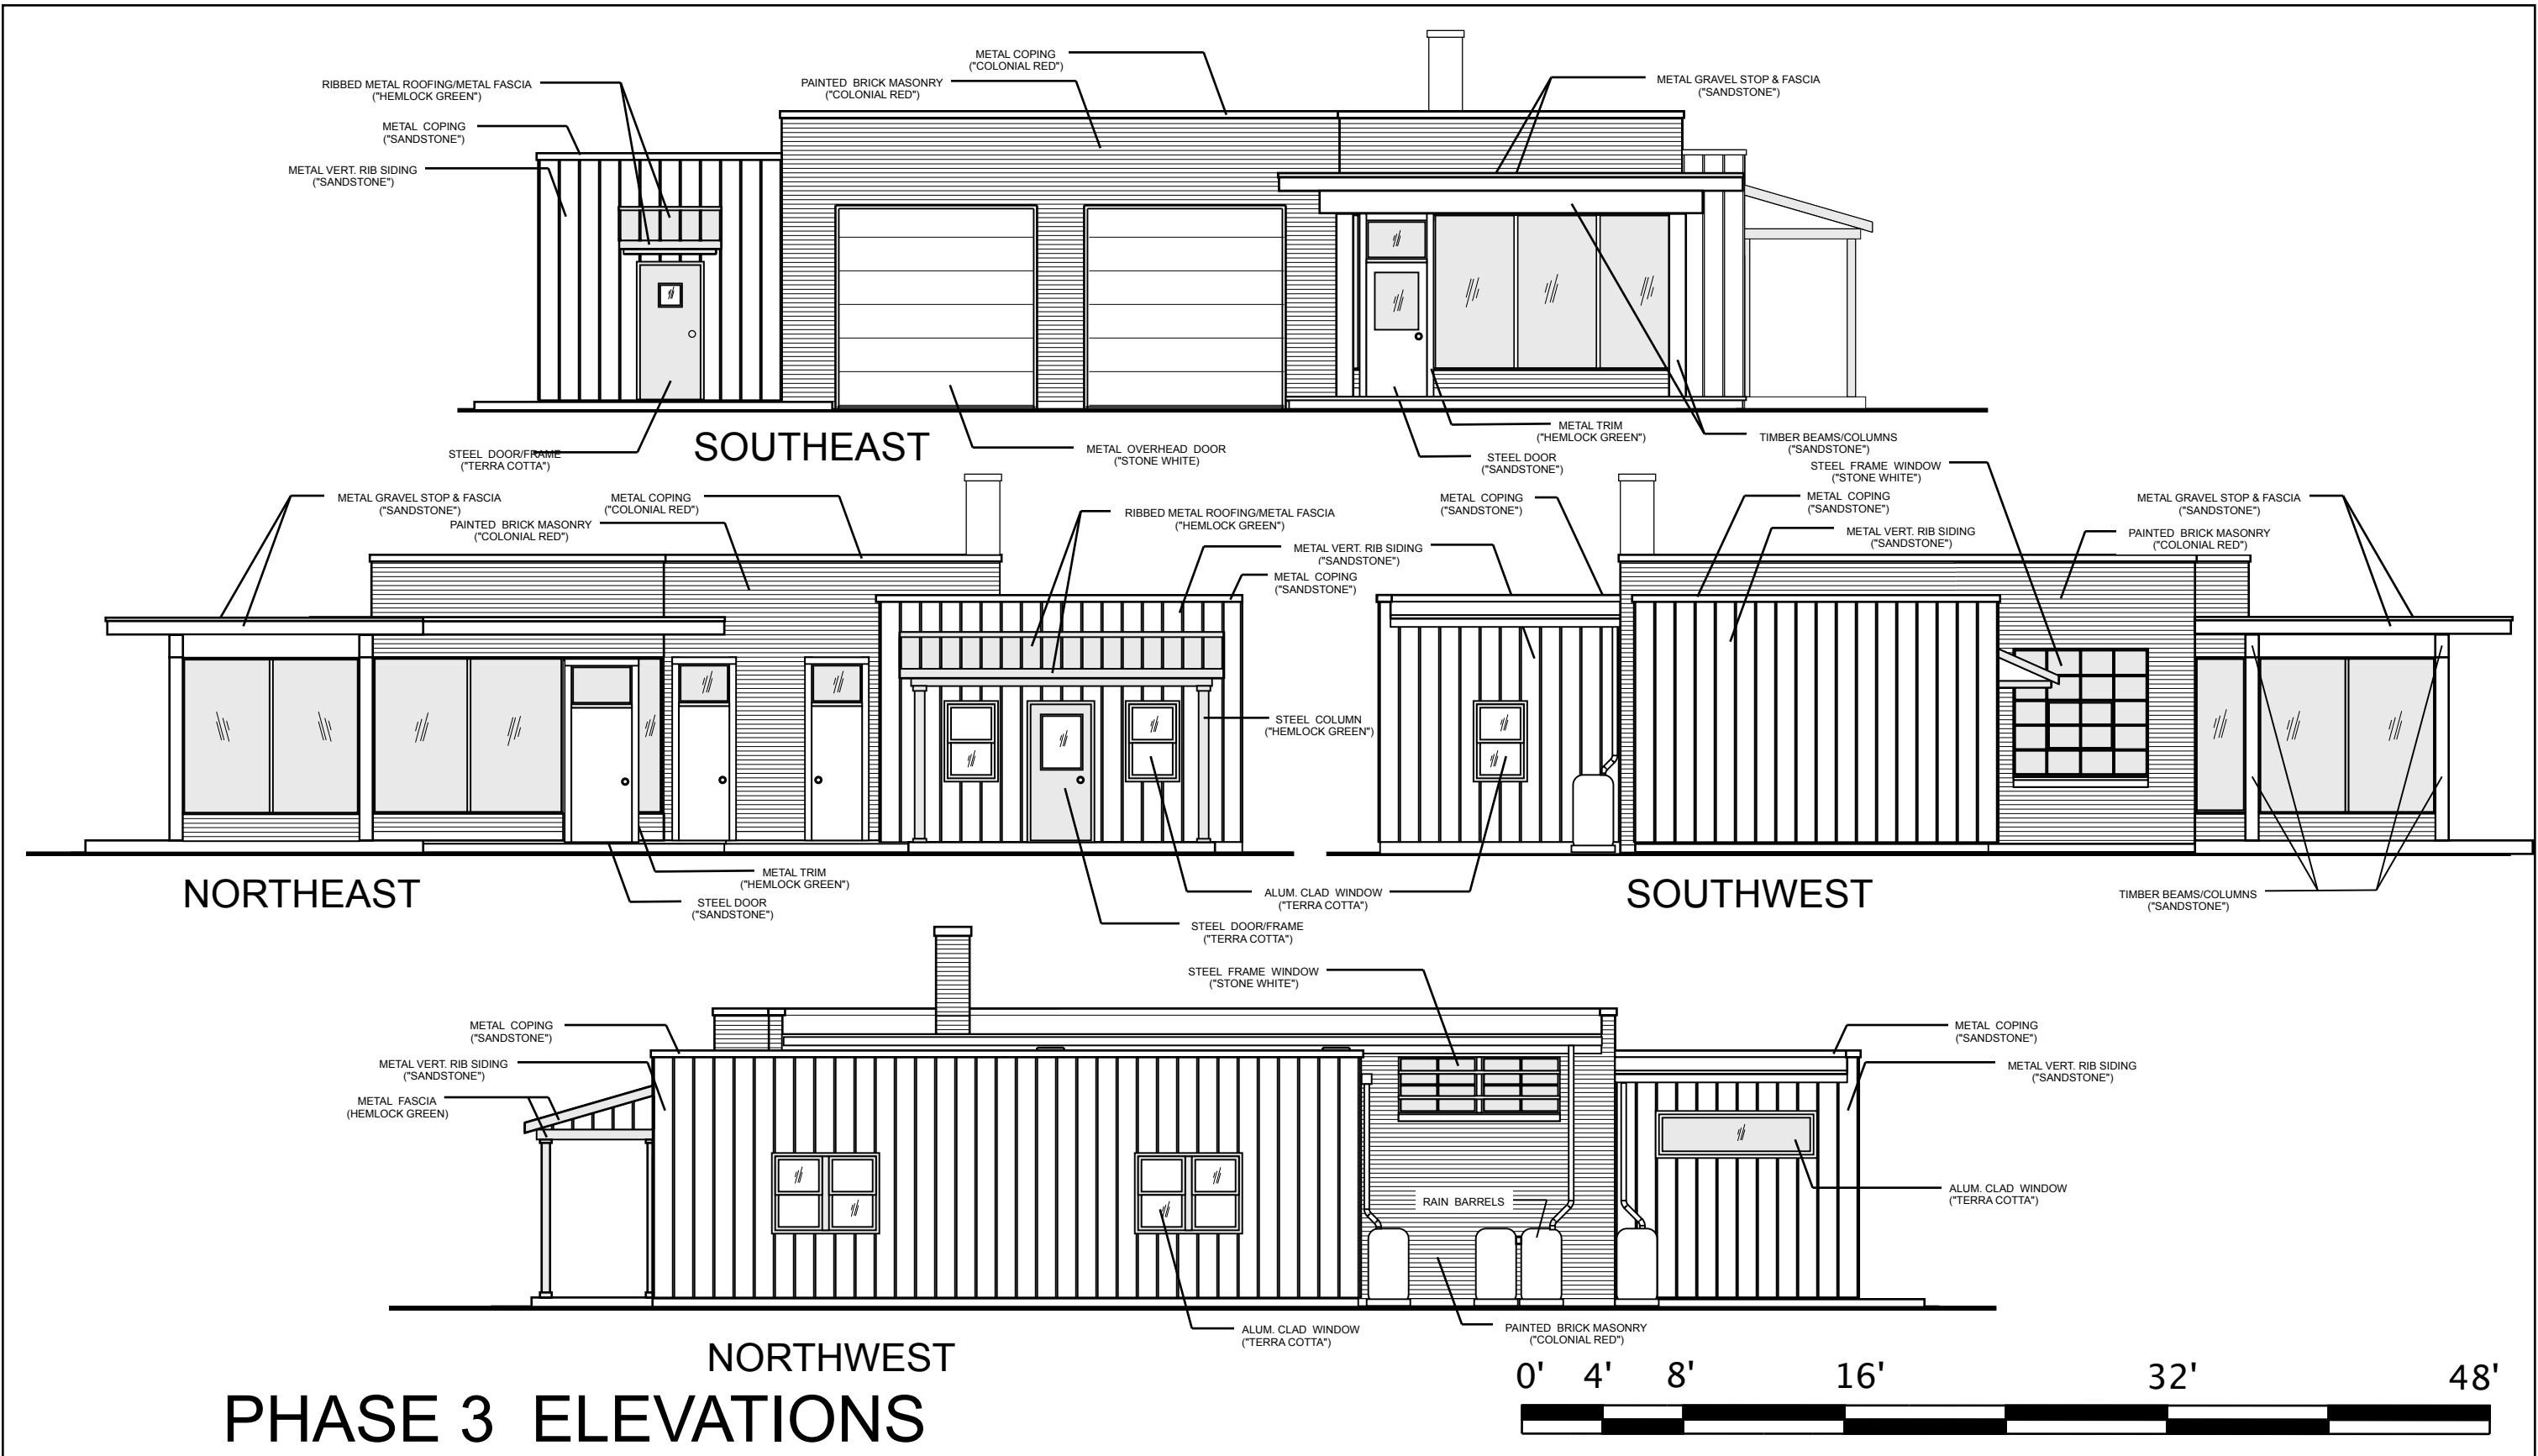 METAL COPING
("COLONIAL RED")
RIBBED METAL ROOFING/METAL FASCIA
("HEMLOCK GREEN")
PAINTED BRICK MASONRY
("COLONIAL RED")
METAL GRAVEL STOP & FASCIA
("SANDSTONE")
METAL COPING
("SANDSTONE")
METAL VERT. RIB SIDING
("SANDSTONE")
STEEL DOOR/FRAME
("TERRA COTTA")
SOUTHEAST
METAL OVERHEAD DOOR
("STONE WHITE)
METAL TRIM
("HEMLOCK GREEN")
STEEL DOOR
("SANDSTONE")
TIMBER BEAMS/COLUMNS
("SANDSTONE")
STEEL FRAME WINDOW
("STONE WHITE")
METAL GRAVEL STOP & FASCIA
("SANDSTONE")
PAINTED BRICK MASONRY
("COLONIAL RED")
METAL COPING
("COLONIAL RED")
RIBBED METAL ROOFING/METAL FASCIA
("HEMLOCK GREEN")
METAL VERT. RIB SIDING
("SANDSTONE")
METAL COPING
("SANDSTONE")
STEEL COLUMN
("HEMLOCK GREEN")
METAL COPING
("SANDSTONE")
METAL COPING
("SANDSTONE")
METAL VERT. RIB SIDING
("SANDSTONE")
METAL GRAVEL STOP & FASCIA
("SANDSTONE")
PAINTED BRICK MASONRY
("COLONIAL RED")
NORTHEAST
METAL TRIM
("HEMLOCK GREEN")
STEEL DOOR
("SANDSTONE")
ALUM. CLAD WINDOW
("TERRA COTTA")
STEEL DOOR/FRAME
("TERRA COTTA")
SOUTHWEST
TIMBER BEAMS/COLUMNS
("SANDSTONE")
STEEL FRAME WINDOW
("STONE WHITE")
METAL COPING
("SANDSTONE")
METAL VERT. RIB SIDING
("SANDSTONE")
METAL FASCIA
(HEMLOCK GREEN)
METAL COPING
("SANDSTONE")
METAL VERT. RIB SIDING
("SANDSTONE")
RAIN BARRELS
ALUM. CLAD WINDOW
("TERRA COTTA")
ALUM. CLAD WINDOW
("TERRA COTTA")
PAINTED BRICK MASONRY
("COLONIAL RED")
NORTHWEST
PHASE 3 ELEVATIONS
0' 4' 8' 16' 32' 48'